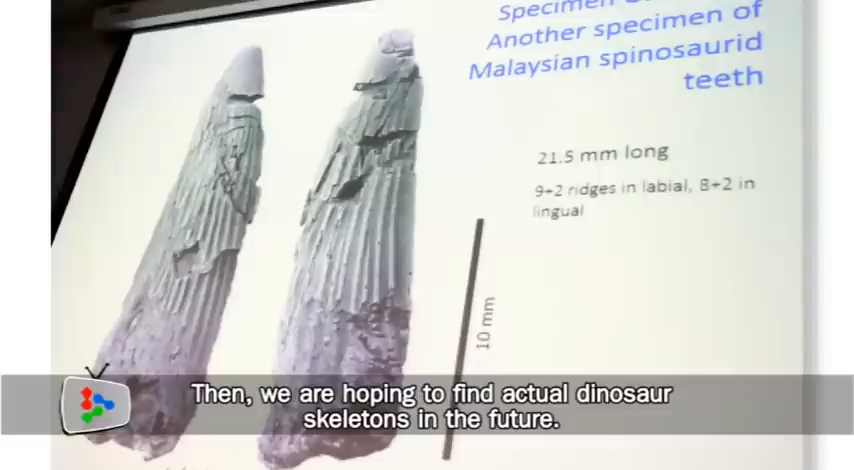 Specimen
Another specimen of
Malaysian spinosaurid
teeth
21.5 mm long
9+2 ridges in labial, 8+2 in
lingual
10 mm
Then, we are hoping to find actual dinosaur
skeletons in the future.